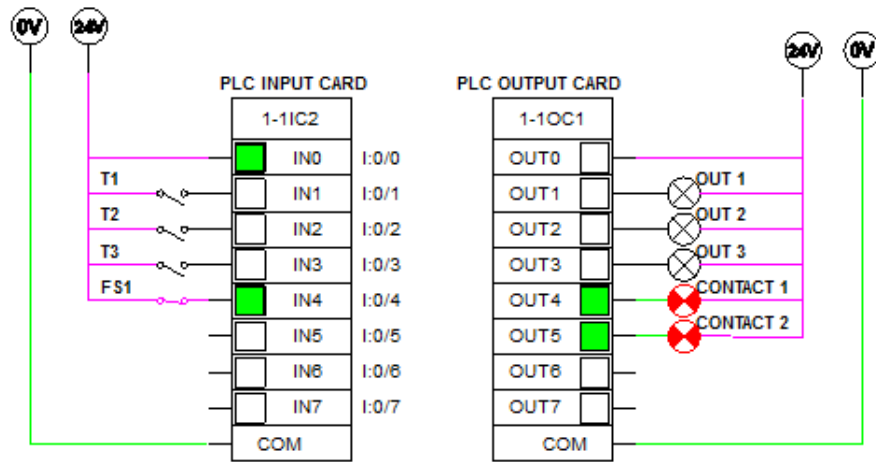 0V 24V
24V 0V
PLC INPUT CARD PLC OUTPUT CARD
1-1IC2 1-1OC1
IN0 I:0/0 OUT0
T1 IN1 I:0/1 OUT1 OUT 1
T2 IN2 I:0/2 OUT2 OUT 2
T3 IN3 I:0/3 OUT3 OUT 3
FS1 IN4 I:0/4 OUT4 CONTACT 1
IN5 I:0/5 OUT5 CONTACT 2
IN6 I:0/6 OUT6
IN7 I:0/7 OUT7
COM COM